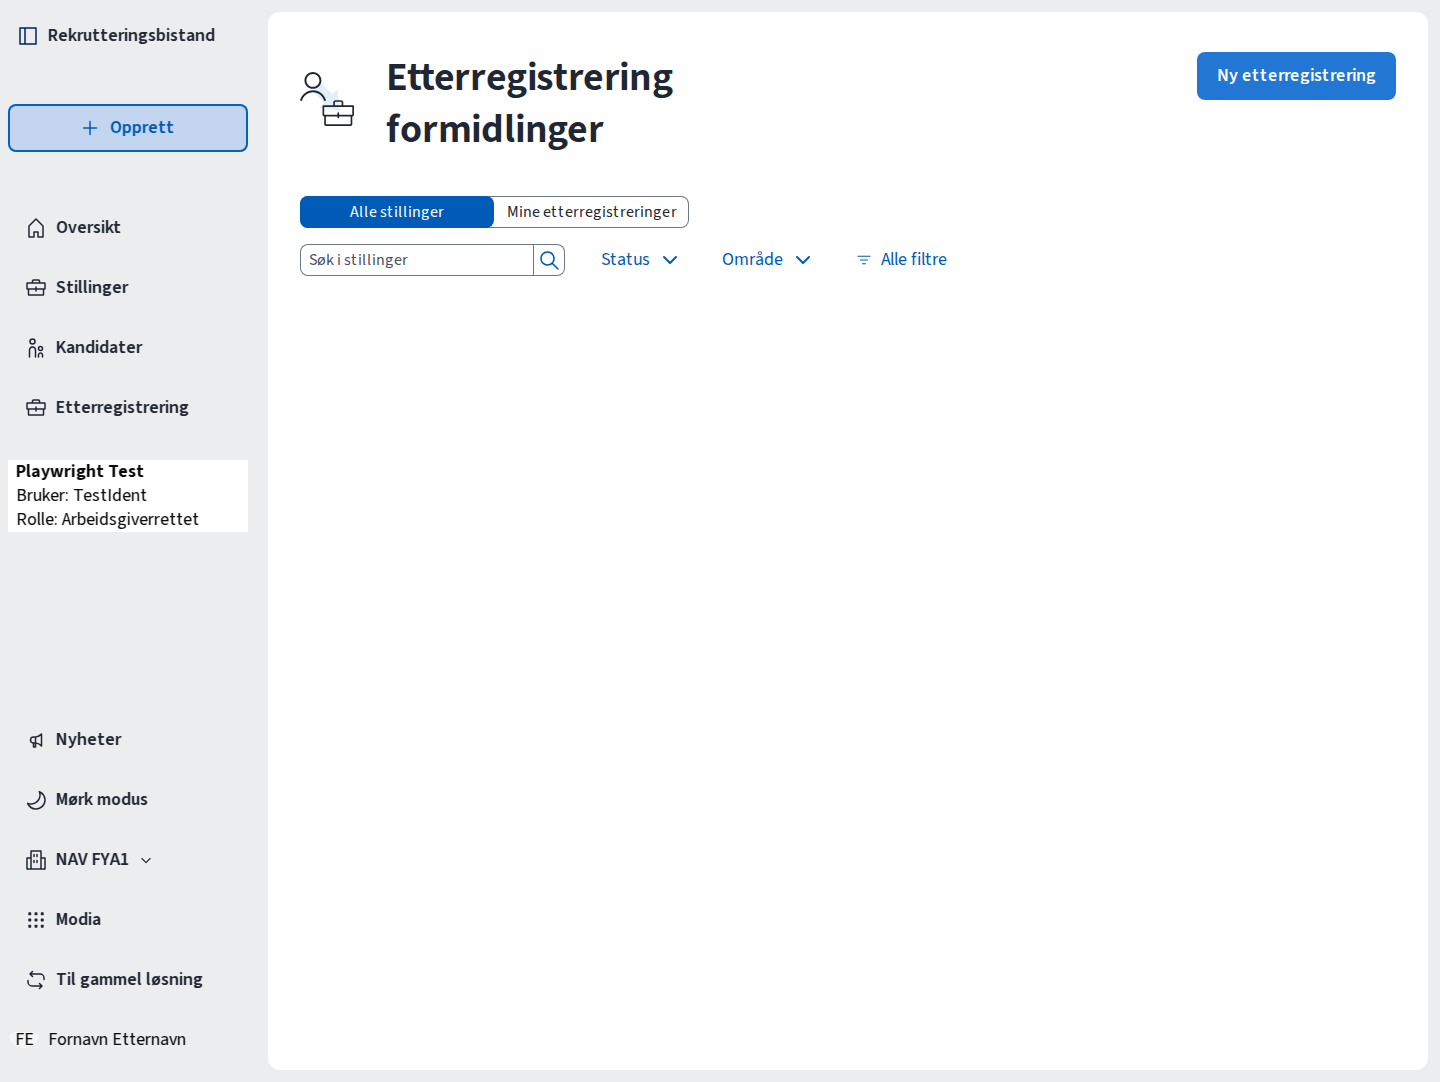 Rekrutteringsbistand
Opprett
Oversikt
Stillinger
Kandidater
Etterregistrering
Playwright Test
Bruker: TestIdent
Rolle: Arbeidsgiverrettet
Nyheter
Mørk modus
NAV FYA1
Modia
Til gammel løsning
FE Fornavn Etternavn
Etterregistrering
formidlinger
Ny etterregistrering
Alle stillinger
Mine etterregistreringer
Søk i stillinger
Status
Område
Alle filtre